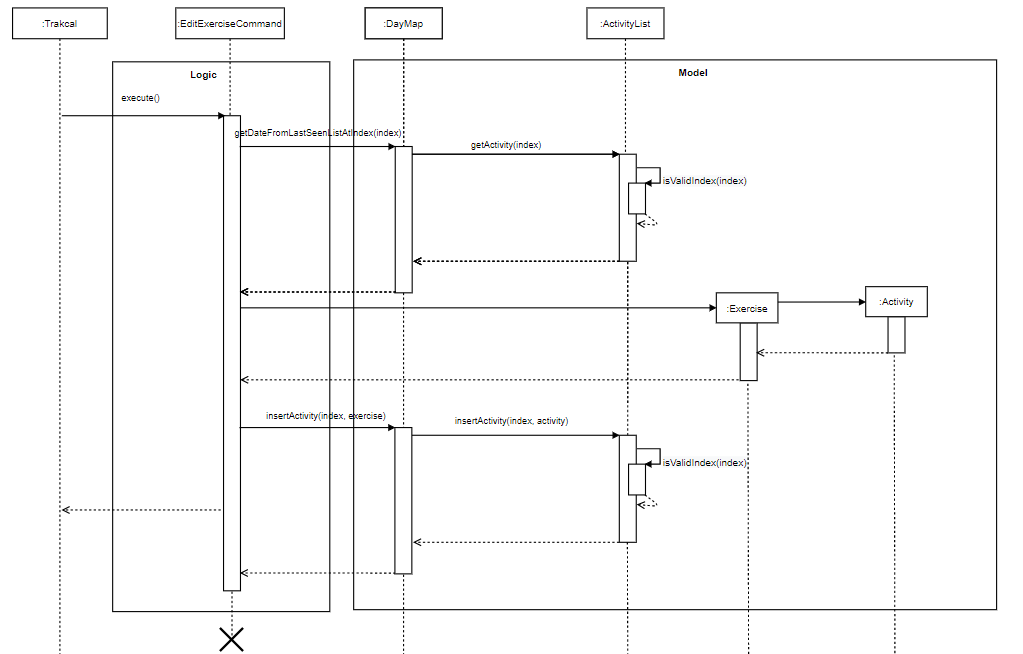 :Trakcal
:EditExerciseCommand
:DayMap
:ActivityList
Logic
Model
execute()
getDateFromLastSeenListAtIndex(index)
getActivity(index)
isValidIndex(index)
:Exercise
:Activity
insertActivity(index, exercise)
insertActivity(index, activity)
isValidIndex(index)